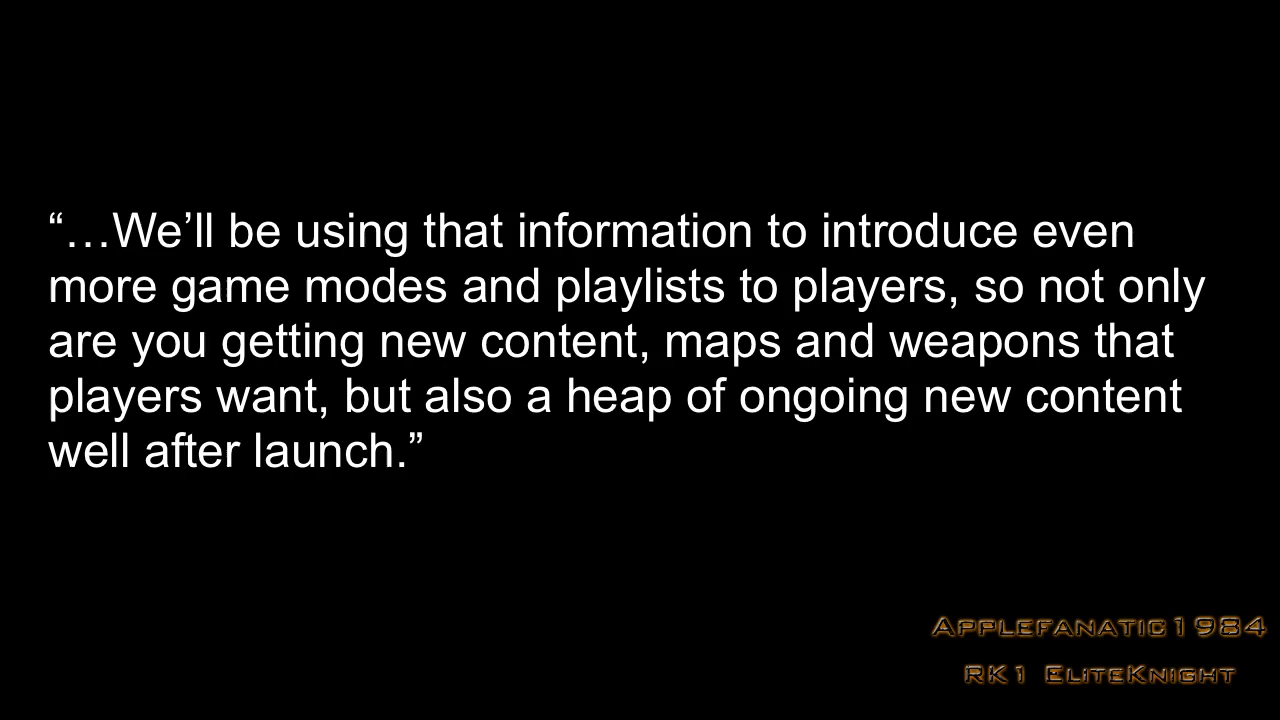 “…We’ll be using that information to introduce even
more game modes and playlists to players, so not only
are you getting new content, maps and weapons that
players want, but also a heap of ongoing new content
well after launch.”
Applefanatic1984
RK1 EliteKnight